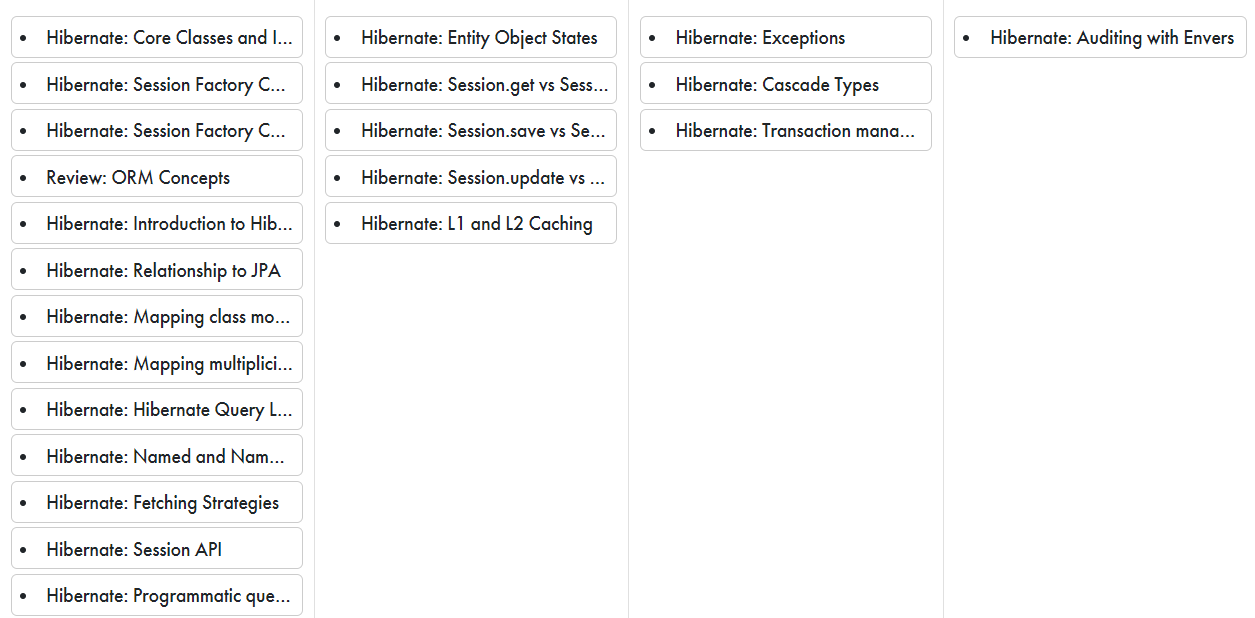 Hibernate: Core Classes and I...
Hibernate: Session Factory C...
Hibernate: Session Factory C...
Review: ORM Concepts
Hibernate: Introduction to Hib...
Hibernate: Relationship to JPA
Hibernate: Mapping class mo...
Hibernate: Mapping multiplici...
Hibernate: Hibernate Query L...
Hibernate: Named and Nam...
Hibernate: Fetching Strategies
Hibernate: Session API
Hibernate: Programmatic que...
Hibernate: Entity Object States
Hibernate: Session.get vs Sess...
Hibernate: Session.save vs Se...
Hibernate: Session.update vs ...
Hibernate: L1 and L2 Caching
Hibernate: Exceptions
Hibernate: Cascade Types
Hibernate: Transaction mana...
Hibernate: Auditing with Envers